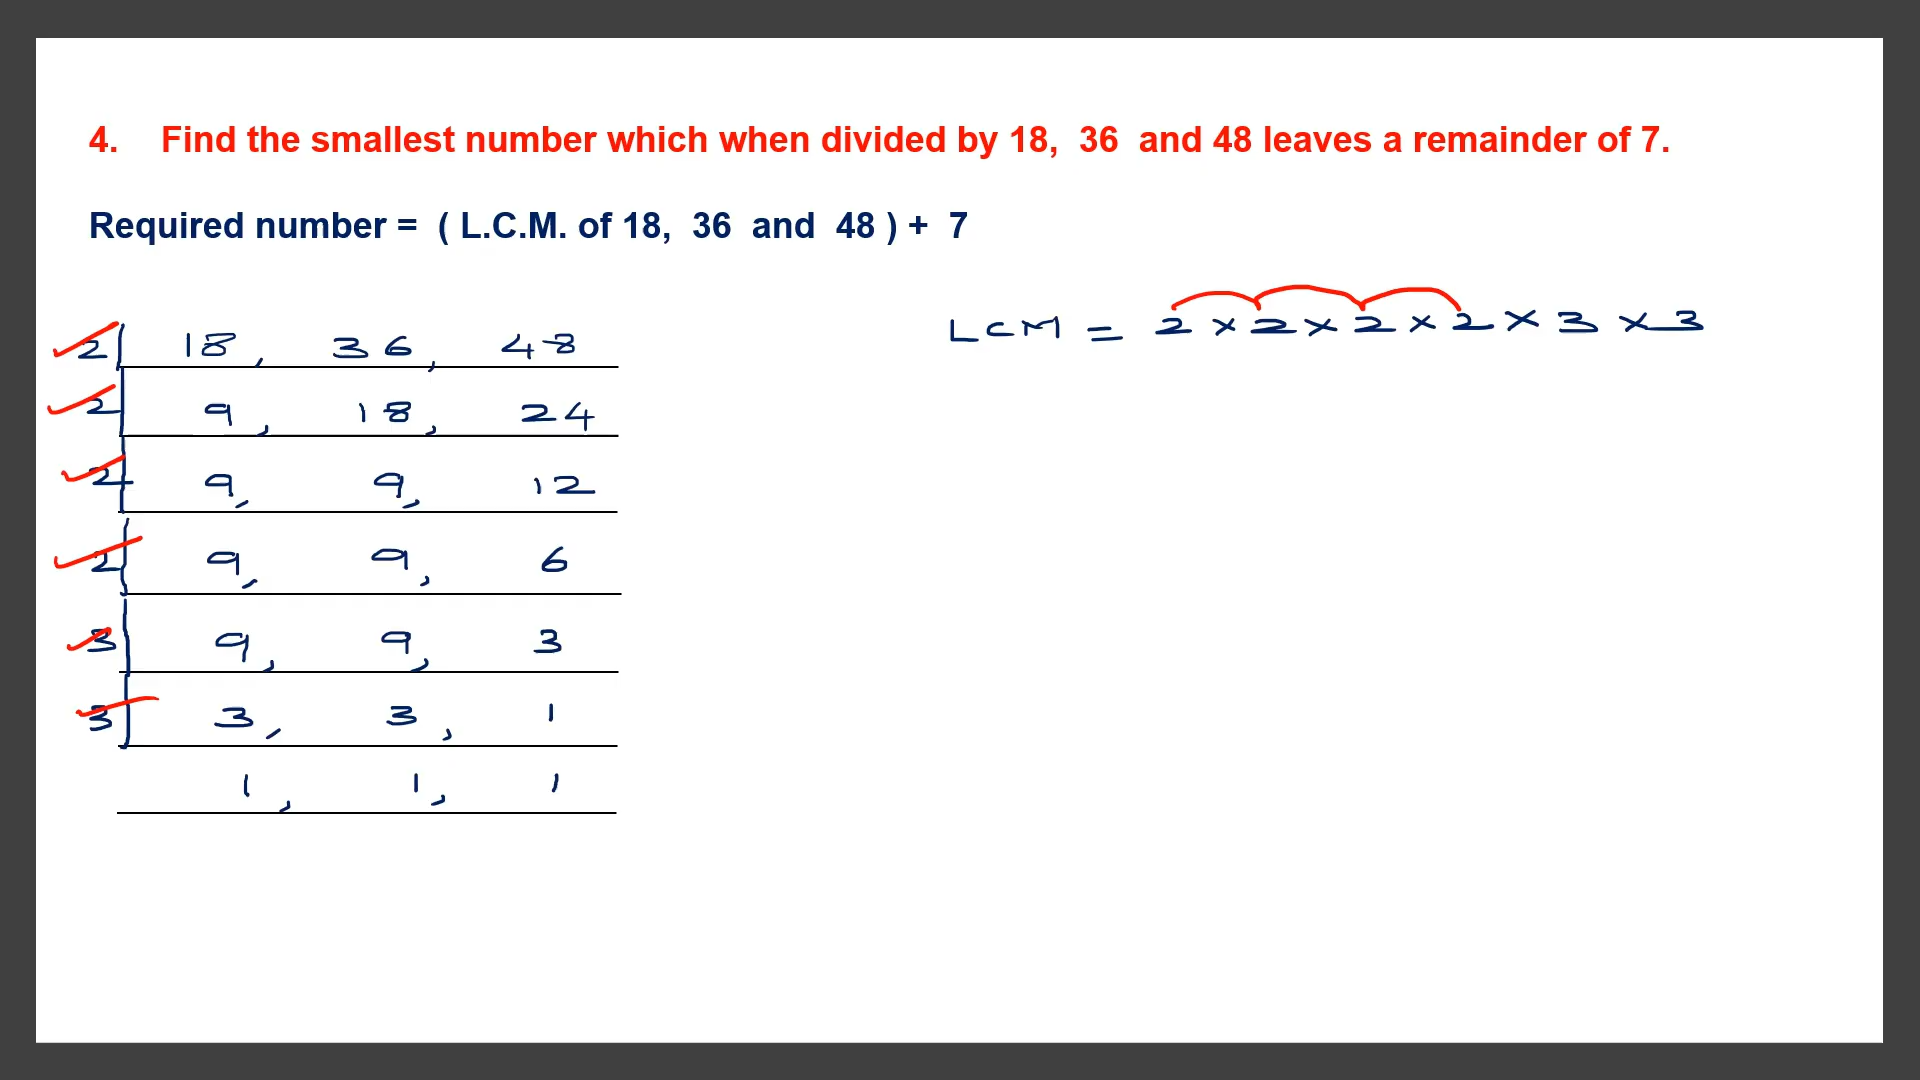 4. Find the smallest number which when divided by 18, 36 and 48 leaves a remainder of 7.
Required number = ( L.C.M. of 18, 36 and 48 ) + 7
LCM = 2 × 2 × 2 × 2 × 3 × 3
2 18, 36, 48
2 9, 18, 24
2 9, 9, 12
2 9, 9, 6
3 9, 9, 3
3 3, 3, 1
1, 1, 1